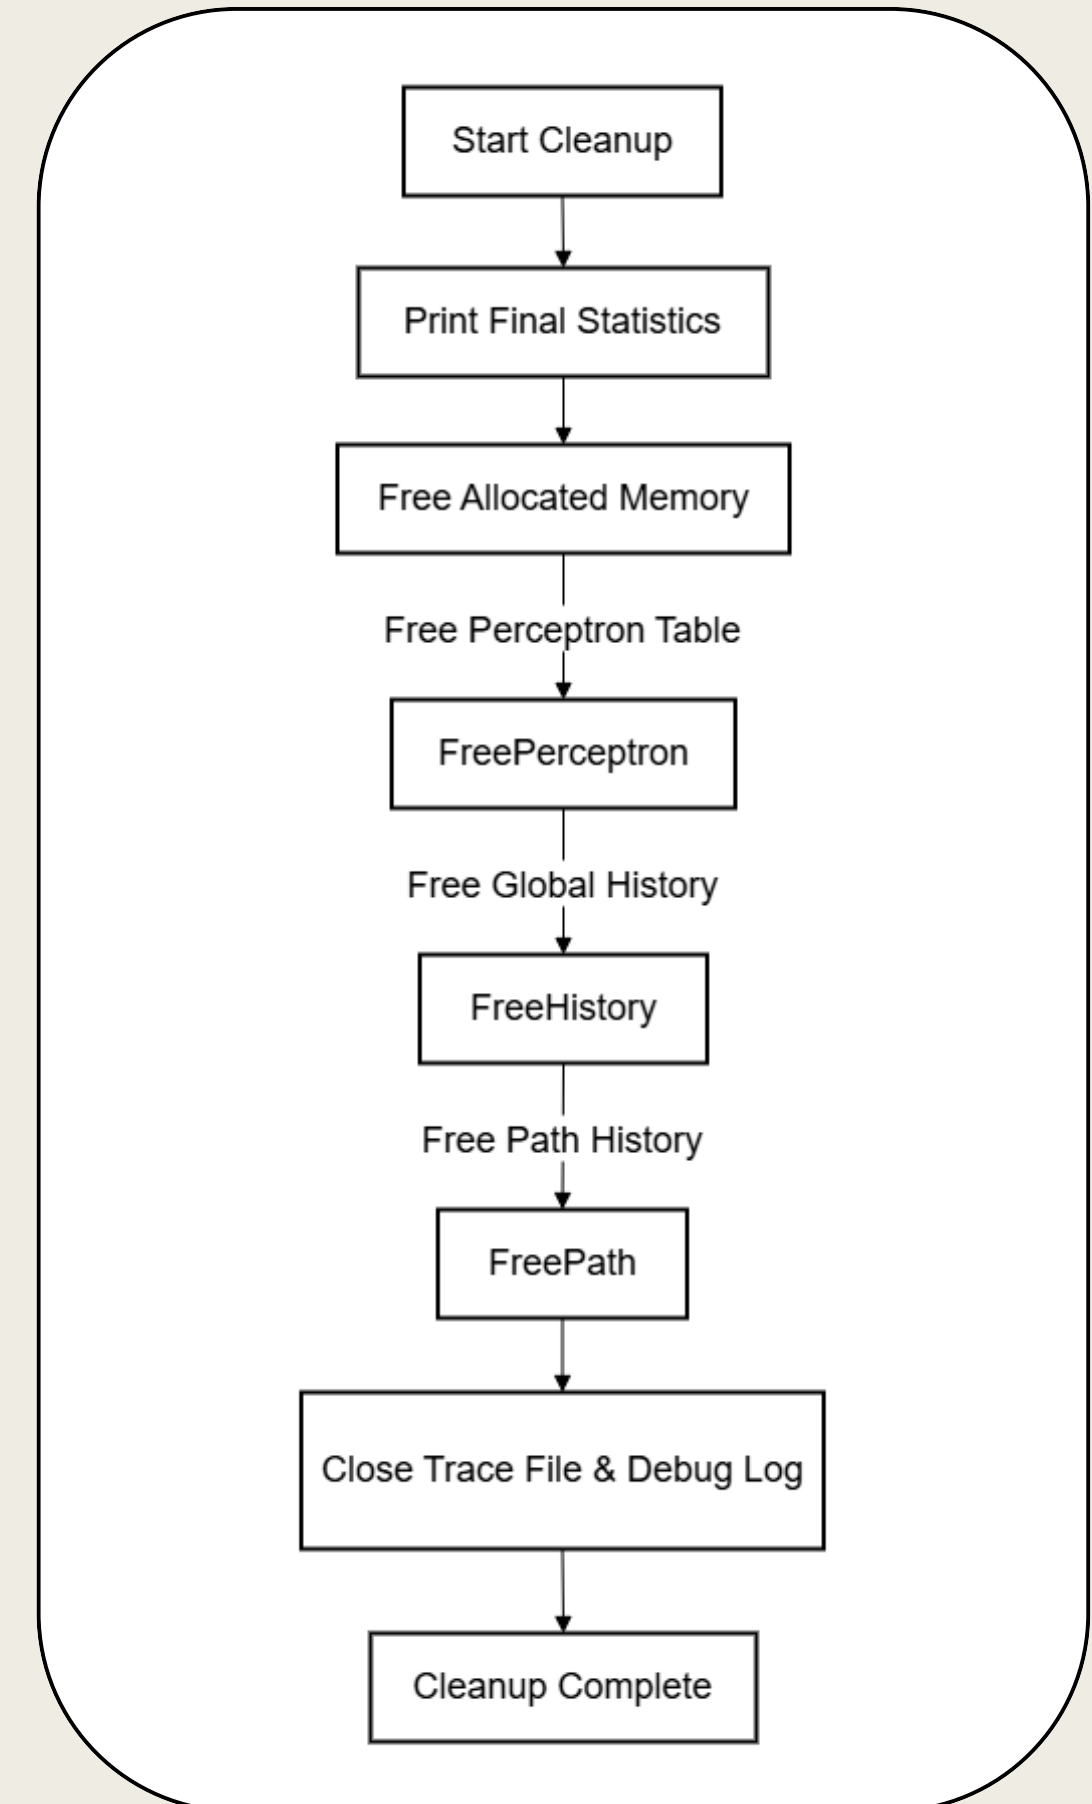 Start Cleanup
Print Final Statistics
Free Allocated Memory
Free Perceptron Table
FreePerceptron
Free Global History
FreeHistory
Free Path History
FreePath
Close Trace File & Debug Log
Cleanup Complete